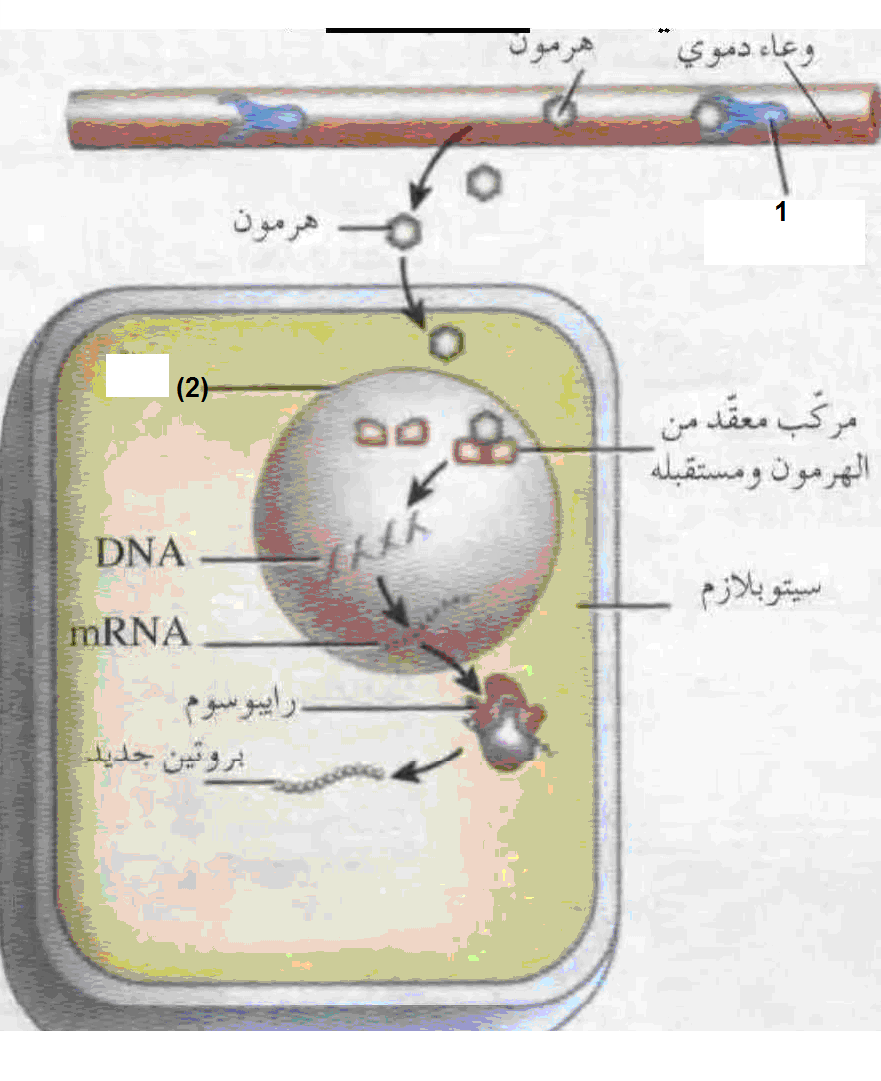 وعاء دموي
هرمون
1
هرمون
(2)
مركّب معقّد من
الهرمون ومستقبله
DNA
سيتوبلازم
mRNA
رايبوسوم
بروتين جديد